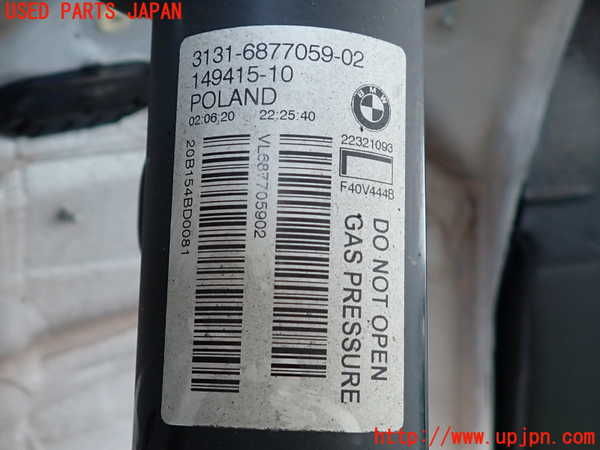 USED PARTS in JAPAN
3131-6877059-02
149415-10
POLAND
02.06.20 22:25:40
BMW
22321093
L
F40V444B
20B154BD0081
VL687705902
DO NOT OPEN
GAS PRESSURE
http://www.upjpn.com/